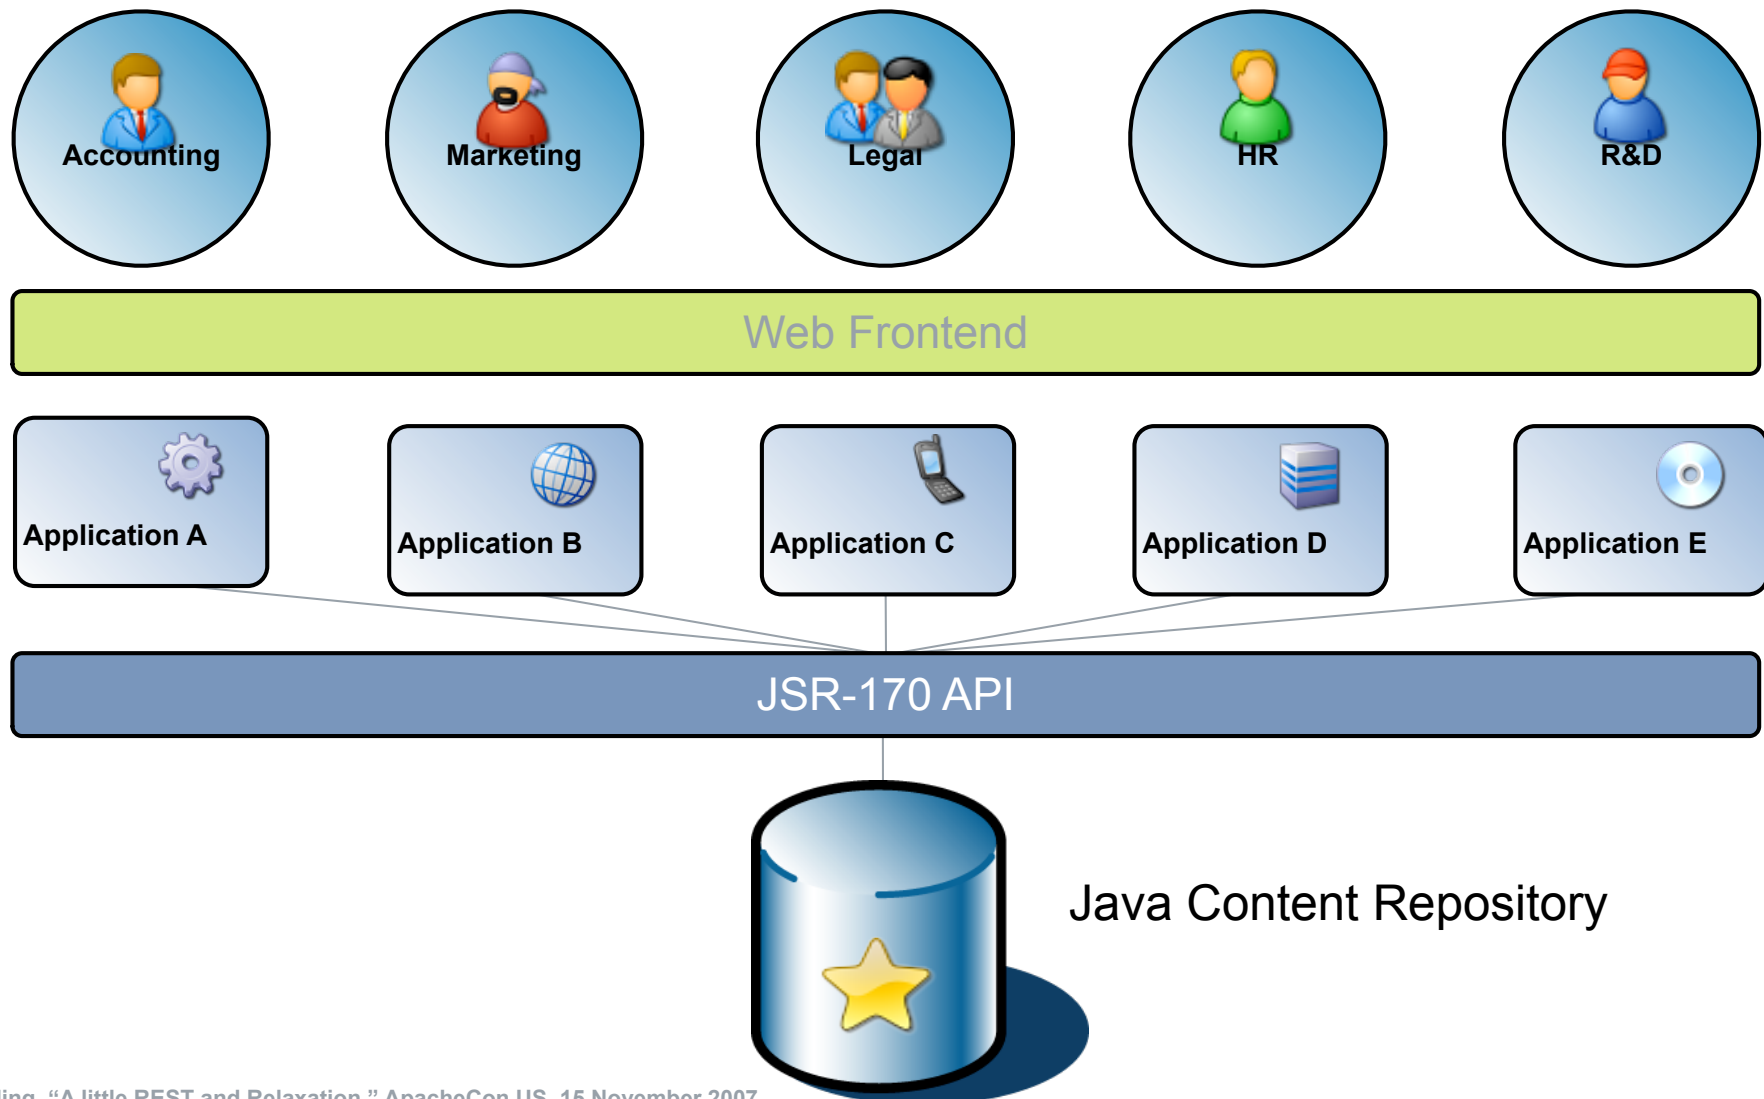 Accounting
Marketing
Legal
HR
R&D
Web Frontend
Application A
Application B
Application C
Application D
Application E
JSR-170 API
Java Content Repository
“A little REST and Relaxation,” ApacheCon US, 15 November 2007